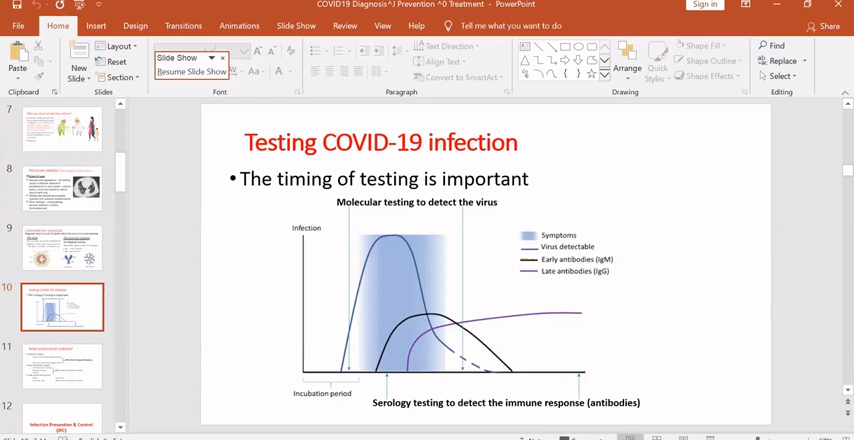 COVID19 Diagnosis^J Prevention ^0 Treatment - PowerPoint
Sign in
File Home Insert Design Transitions Animations Slide Show Review View Help Tell me what you want to do
Share
Paste
New
Slide
Layout
Reset
Section
Slide Show
Resume Slide Show
Aa
A
Text Direction
Align Text
Convert to SmartArt
Arrange
Quick
Styles
Shape Fill
Shape Outline
Shape Effects
Find
Replace
Select
Clipboard
Slides
Font
Paragraph
Drawing
Editing
7
8
9
10
11
12
Infection Prevention & Control
(IPC)
Testing COVID-19 infection
• The timing of testing is important
Molecular testing to detect the virus
Infection
Symptoms
Virus detectable
Early antibodies (IgM)
Late antibodies (IgG)
Incubation period
Serology testing to detect the immune response (antibodies)